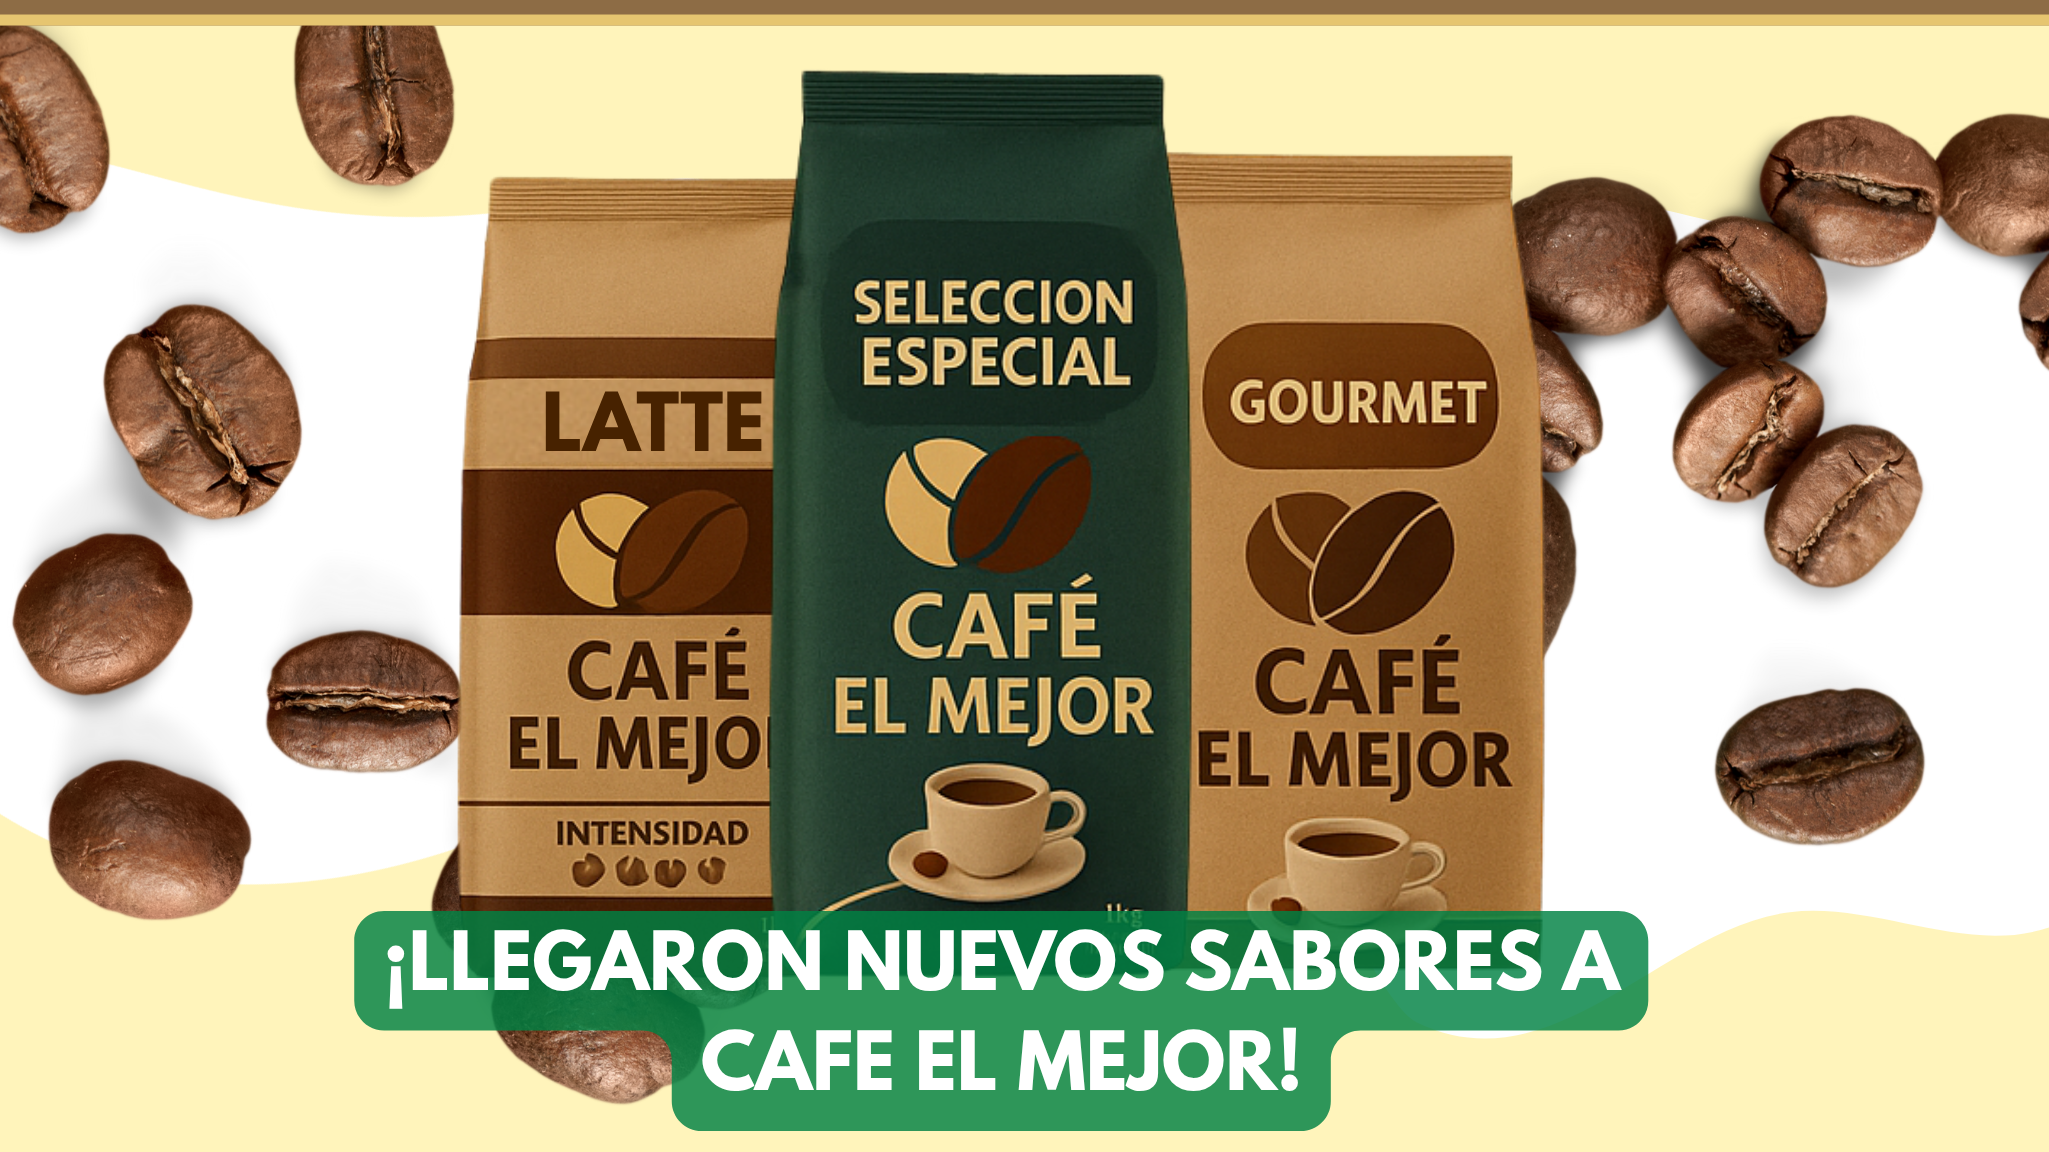 LATTE
CAFÉ
EL MEJO
INTENSIDAD
SELECCION
ESPECIAL
CAFÉ
EL MEJOR
1kg
GOURMET
CAFÉ
EL MEJOR
¡LLEGARON NUEVOS SABORES A
CAFE EL MEJOR!